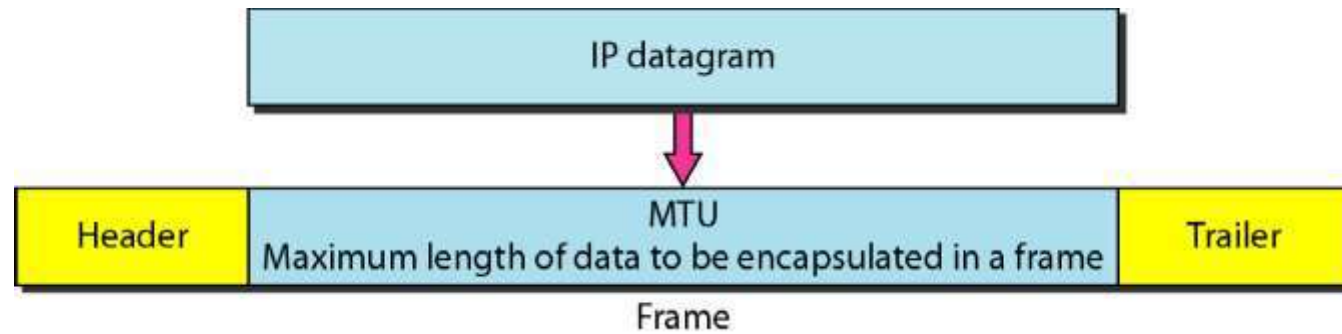 IP datagram
Header
MTU
Maximum length of data to be encapsulated in a frame
Trailer
Frame